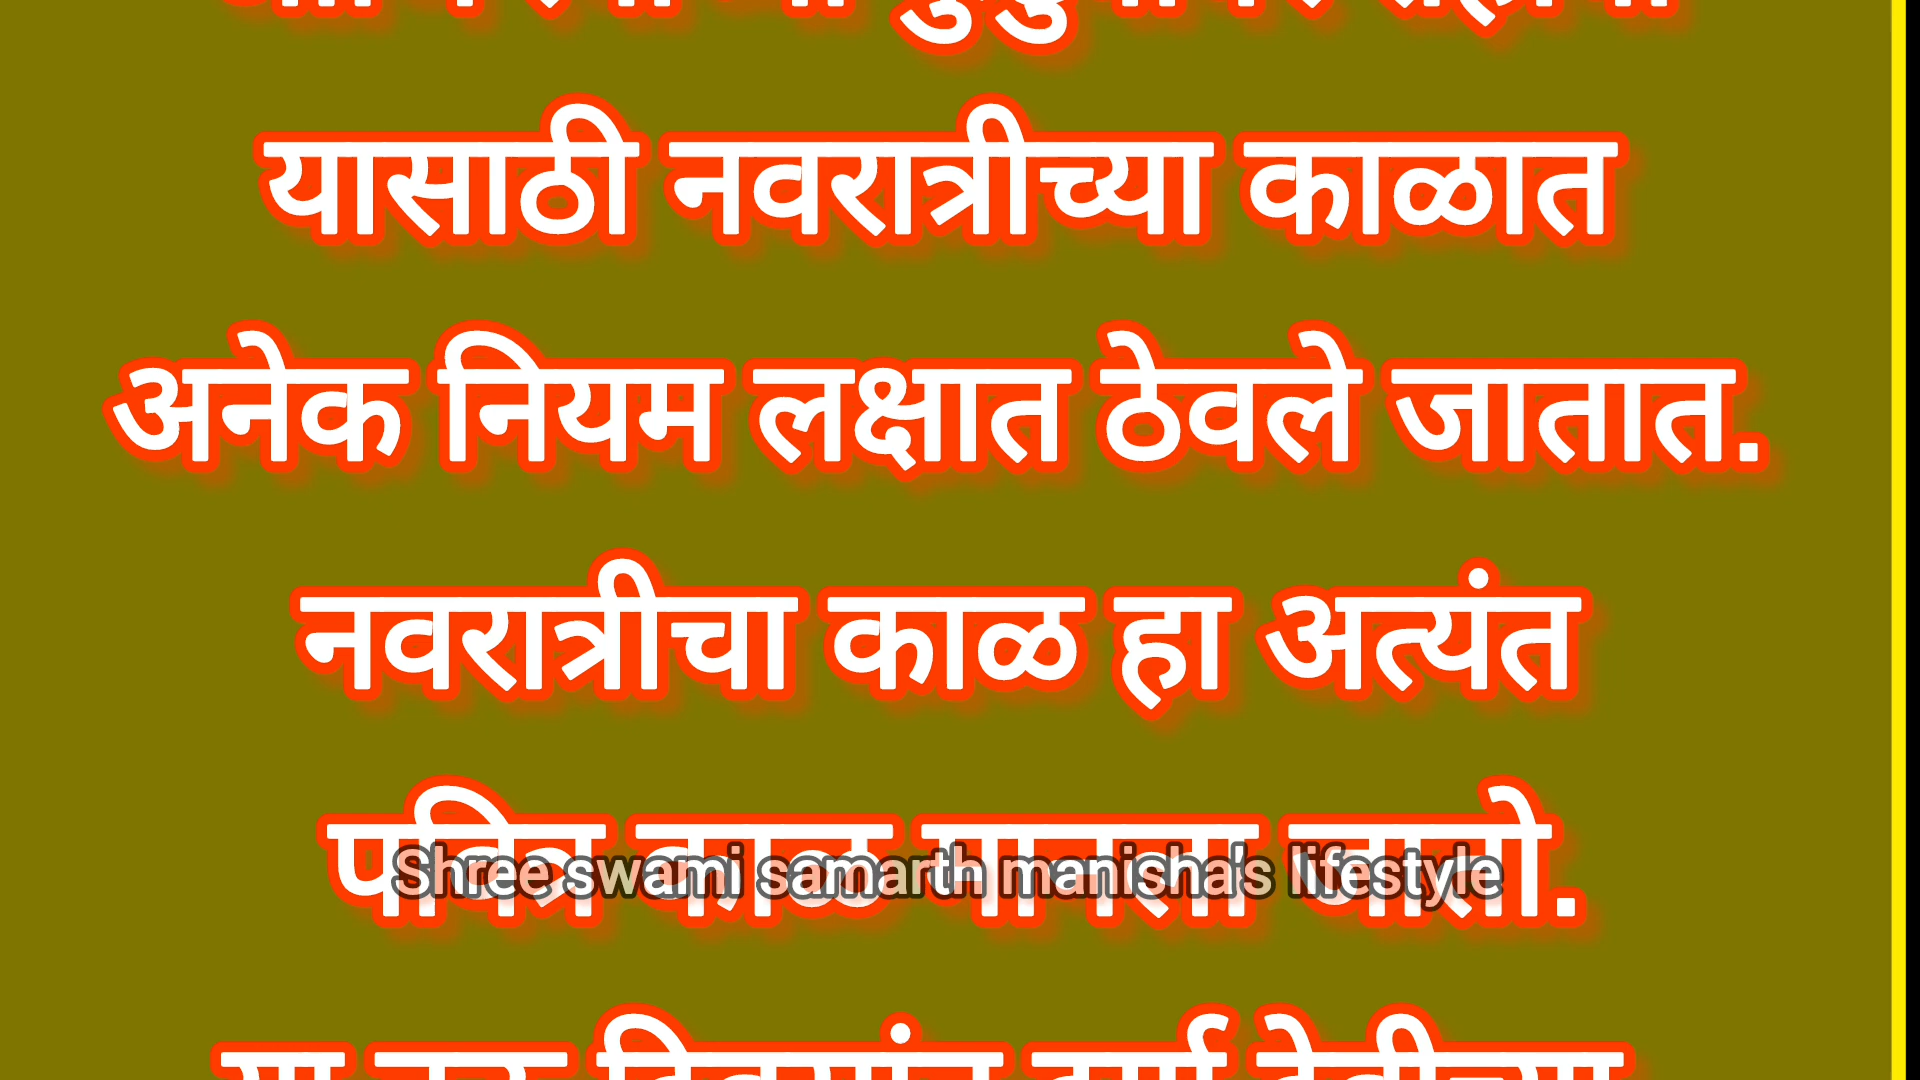 यासाठी नवरात्रीच्या काळात
अनेक नियम लक्षात ठेवले जातात.
नवरात्रीचा काळ हा अत्यंत
पवित्र काळ मानला जातो.
Shree swami samarth manisha's lifestyle